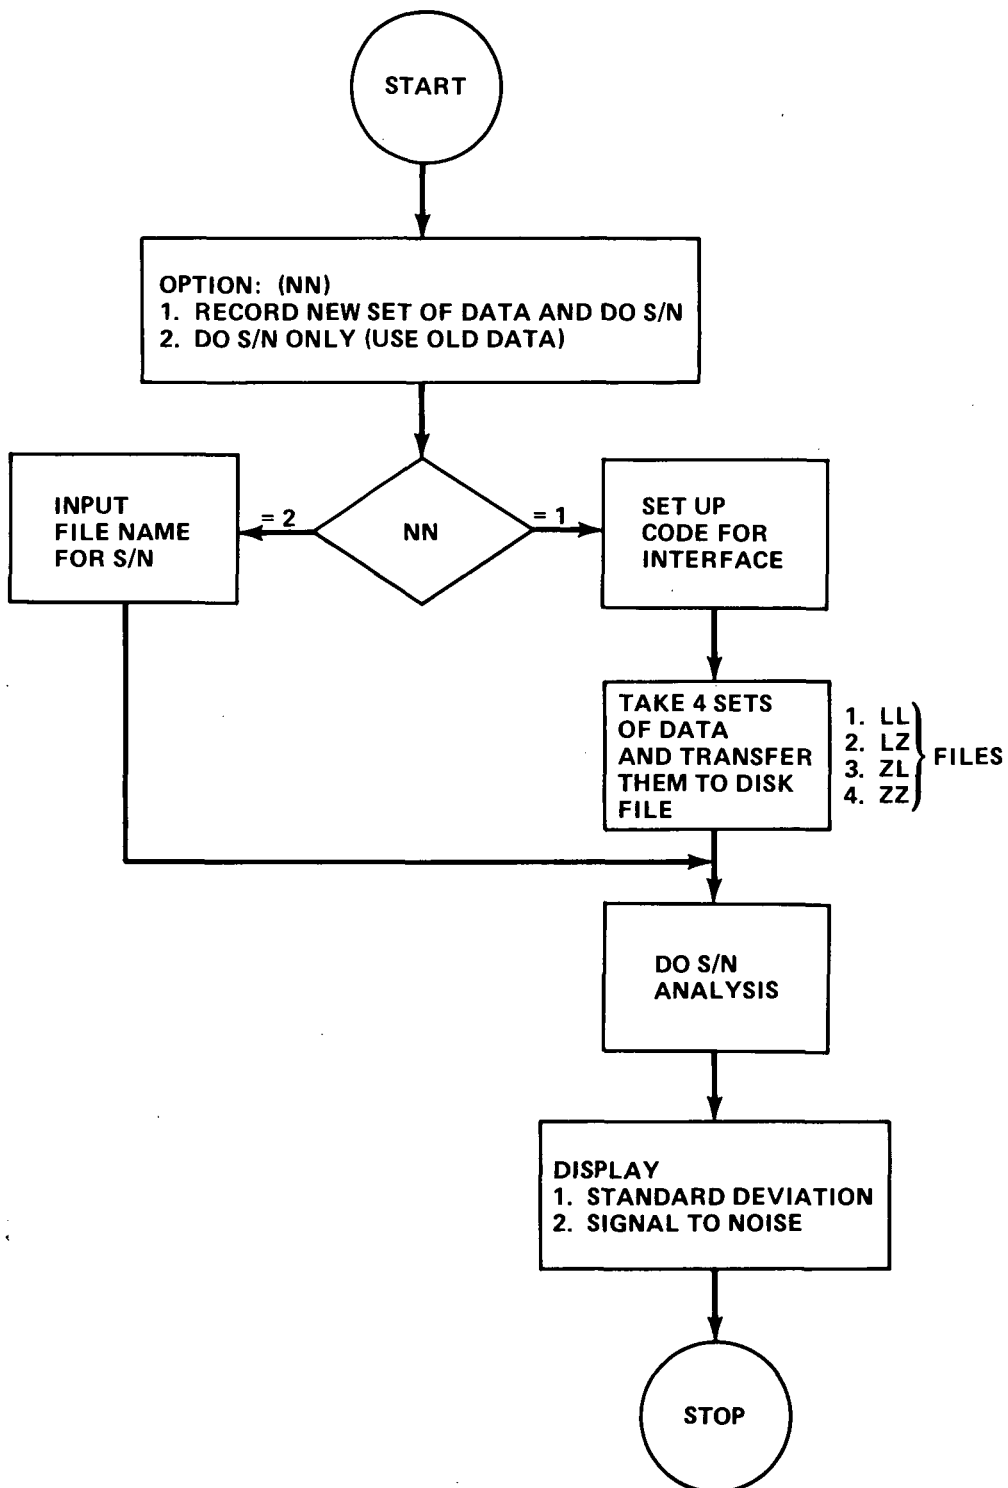 START
OPTION: (NN)
1. RECORD NEW SET OF DATA AND DO S/N
2. DO S/N ONLY (USE OLD DATA)
INPUT
FILE NAME
FOR S/N
= 2
NN
= 1
SET UP
CODE FOR
INTERFACE
TAKE 4 SETS
OF DATA
AND TRANSFER
THEM TO DISK
FILE
1. LL
2. LZ
3. ZL
4. ZZ
FILES
DO S/N
ANALYSIS
DISPLAY
1. STANDARD DEVIATION
2. SIGNAL TO NOISE
STOP